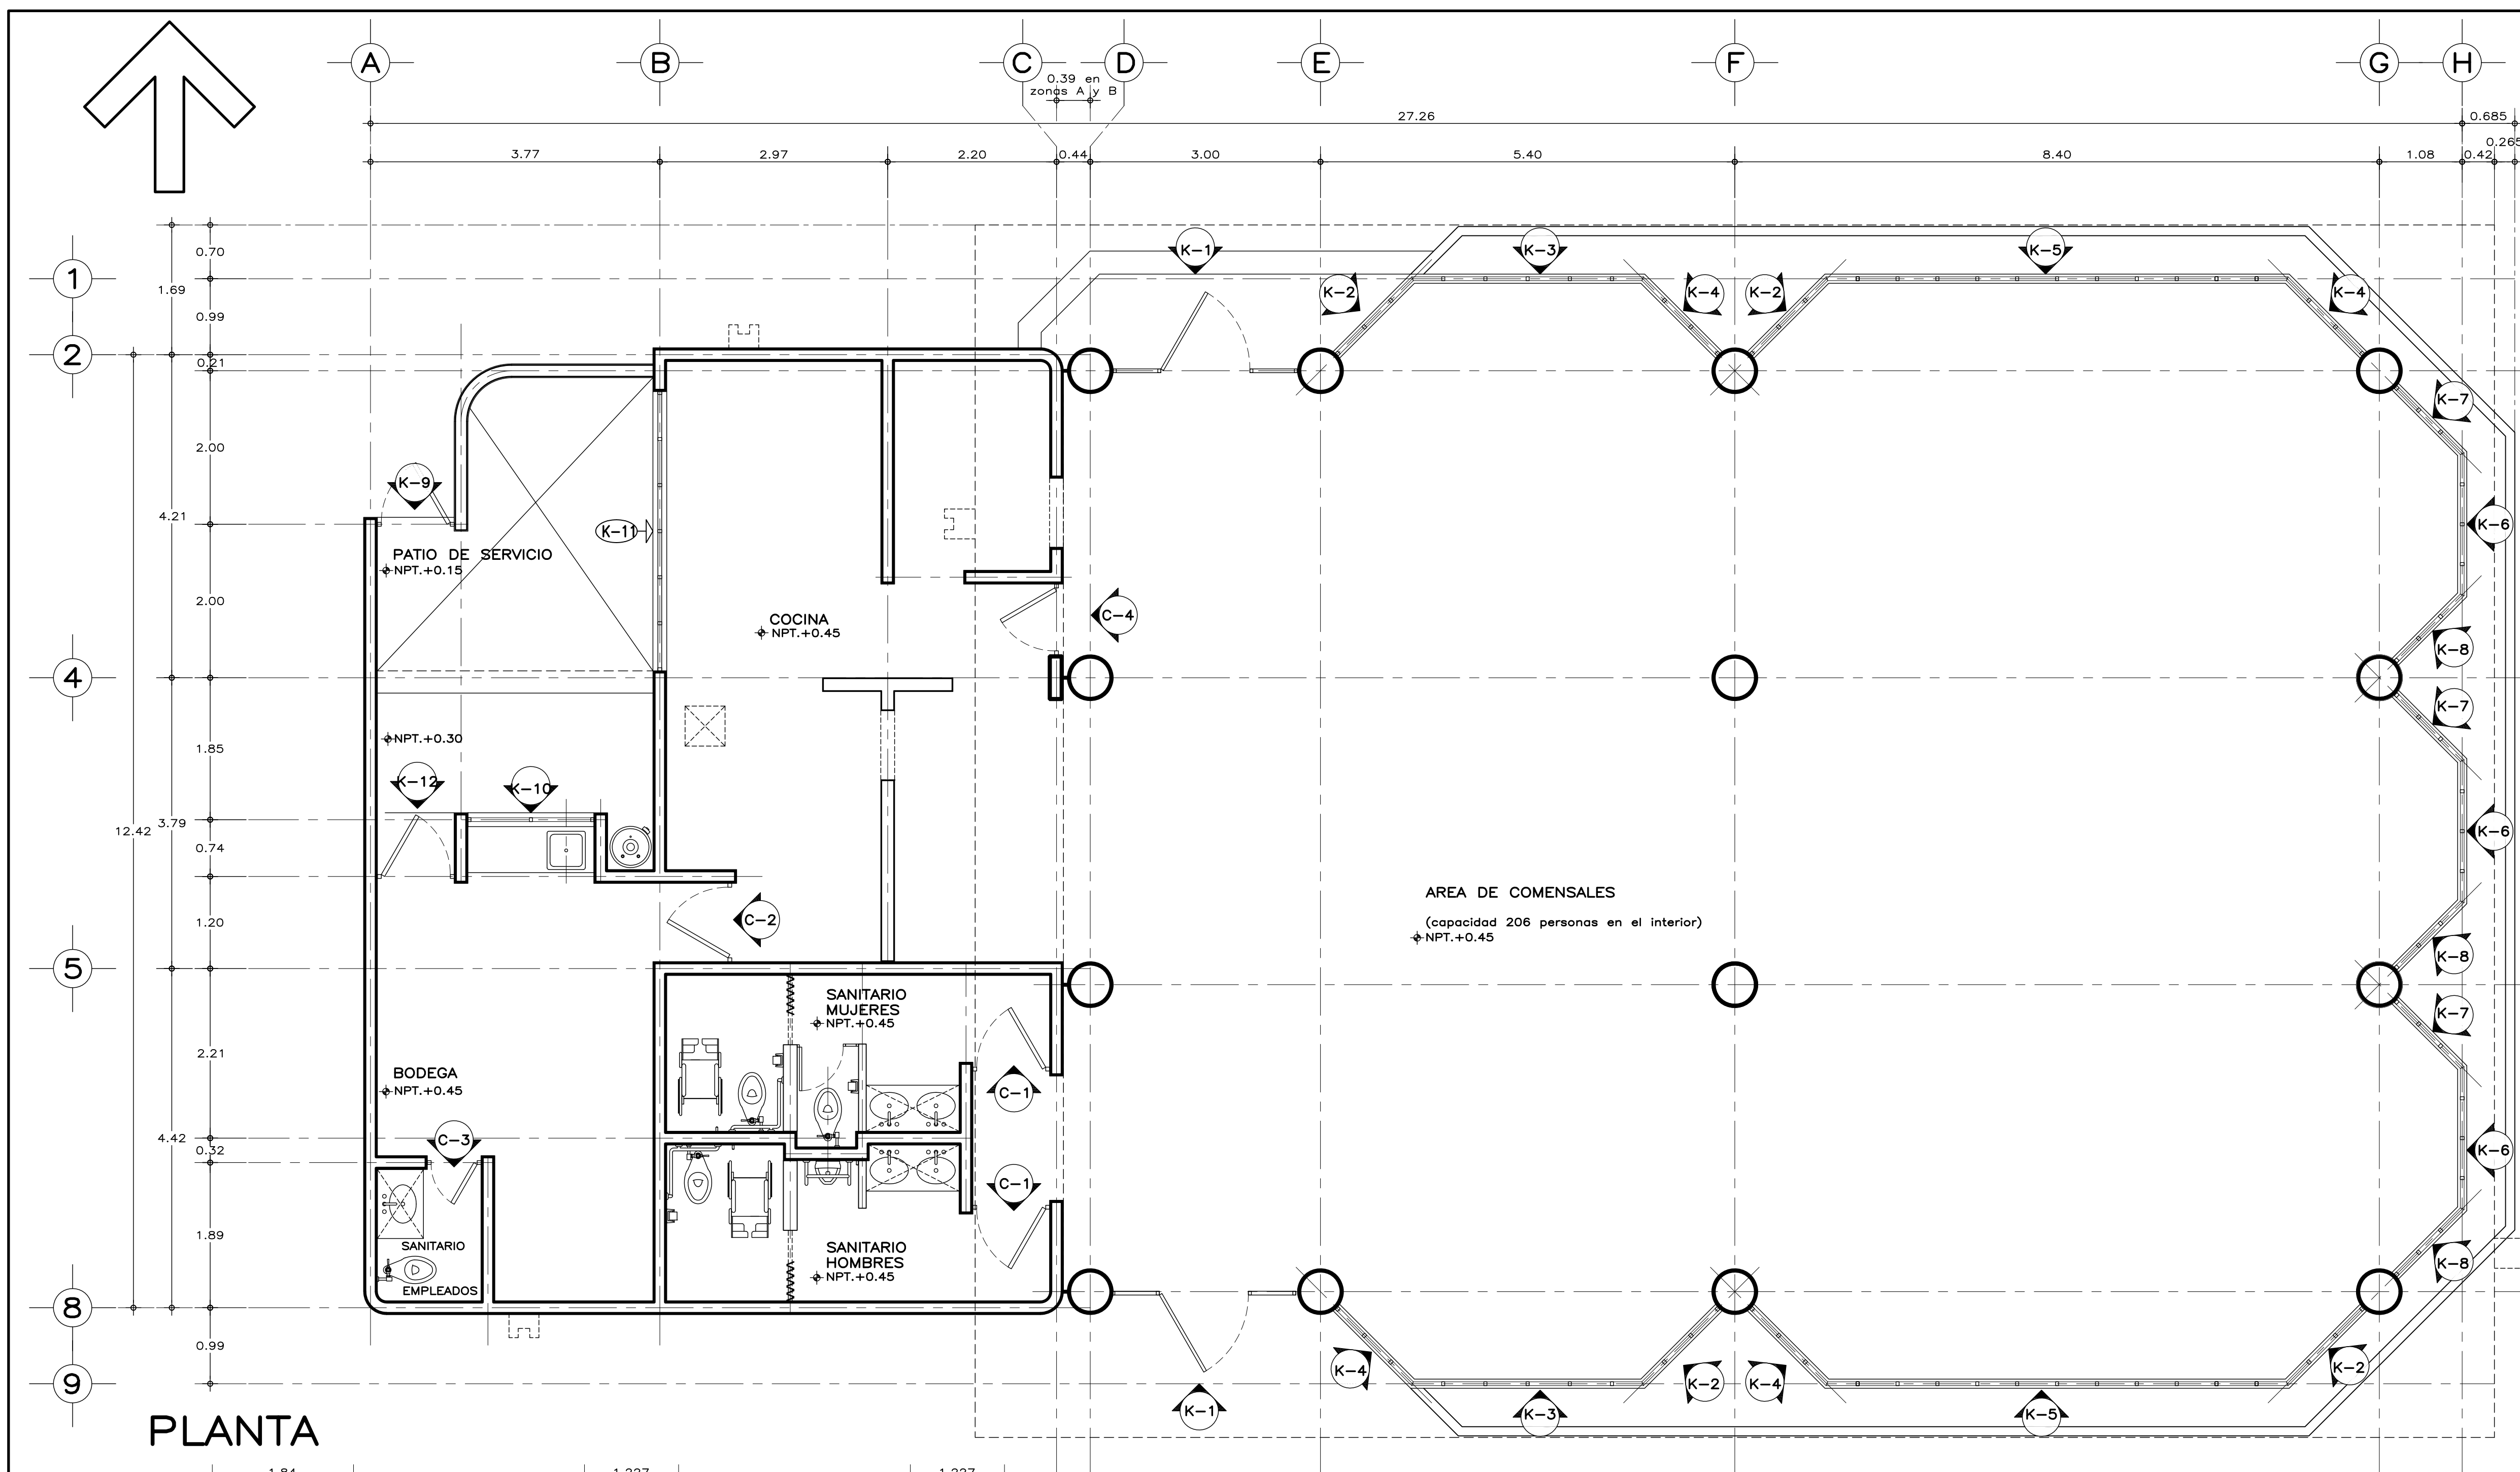 A B C D E F G H
0.39 en
zonas A y B
27.26 0.685
0.265
3.77 2.97 2.20 0.44 3.00 5.40 8.40 1.08 0.42
0.70
K-1 K-3 K-5
1
1.69
K-2 K-4 K-2 K-4
0.99
2
0.21
K-7
2.00
K-9
4.21
K-6
K-11
PATIO DE SERVICIO
NPT.+0.15
2.00
C-4
COCINA
NPT.+0.45
K-8
4
K-7
NPT.+0.30
1.85
K-12 K-10
12.42
3.79
K-6
0.74
AREA DE COMENSALES
1.20
C-2
(capacidad 206 personas en el interior)
NPT.+0.45
K-8
5
SANITARIO
MUJERES
NPT.+0.45
K-7
2.21
BODEGA
NPT.+0.45
C-1
4.42
C-3
0.32
K-6
C-1
1.89
SANITARIO
EMPLEADOS
SANITARIO
HOMBRES
NPT.+0.45
K-8
8
0.99
K-4 K-2 K-4 K-2
9
K-1 K-3 K-5
PLANTA
1.84 1.227 1.227